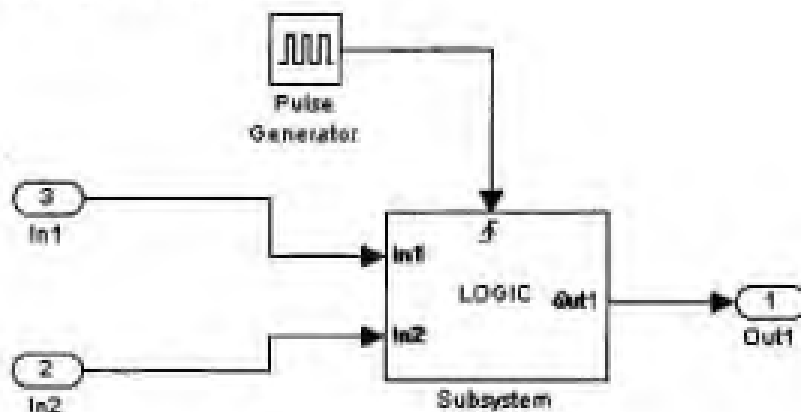 Pulse
Generator
3
In1
In1
LOGIC
Out1
1
Out1
In2
2
In2
Subsystem